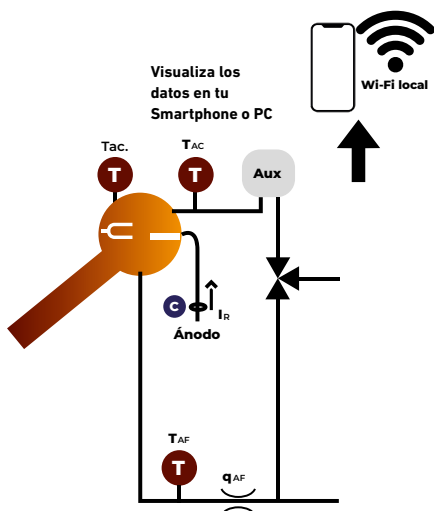 Visualiza los
datos en tu
Smartphone o PC
Wi-Fi local
Tac.
TAC
T
T
Aux
C
IR
Ánodo
TAF
T
qAF